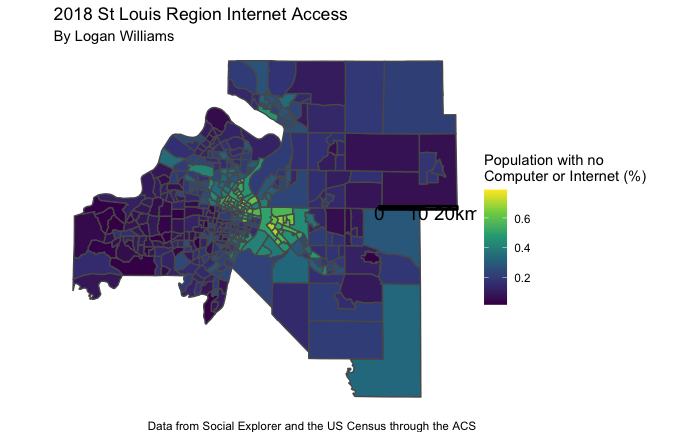 2018 St Louis Region Internet Access
By Logan Williams
Population with no
Computer or Internet (%)
0.6
0.4
0.2
0 10 20km
Data from Social Explorer and the US Census through the ACS